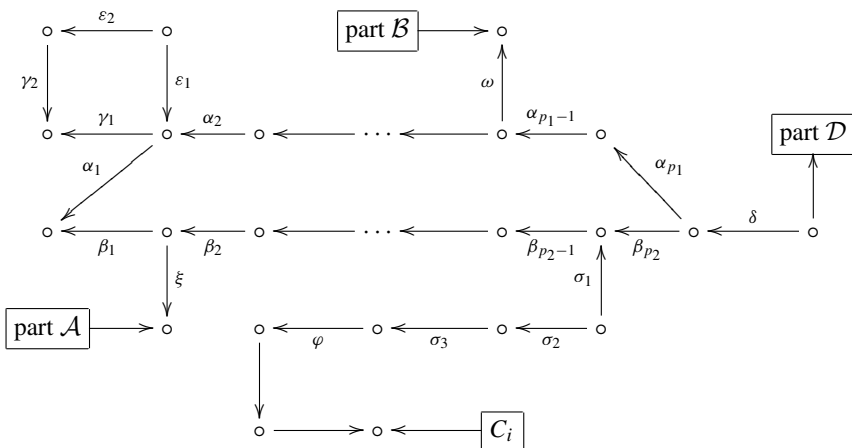 ε₂
part ℬ
γ₂ ε₁ ω
γ₁ α₂ ⋯ α_{p₁−1} part 𝒟
α₁ α_{p₁}
δ
⋯
β₁ β₂ β_{p₂−1} β_{p₂}
ξ σ₁
part 𝒜
φ σ₃ σ₂
C_i